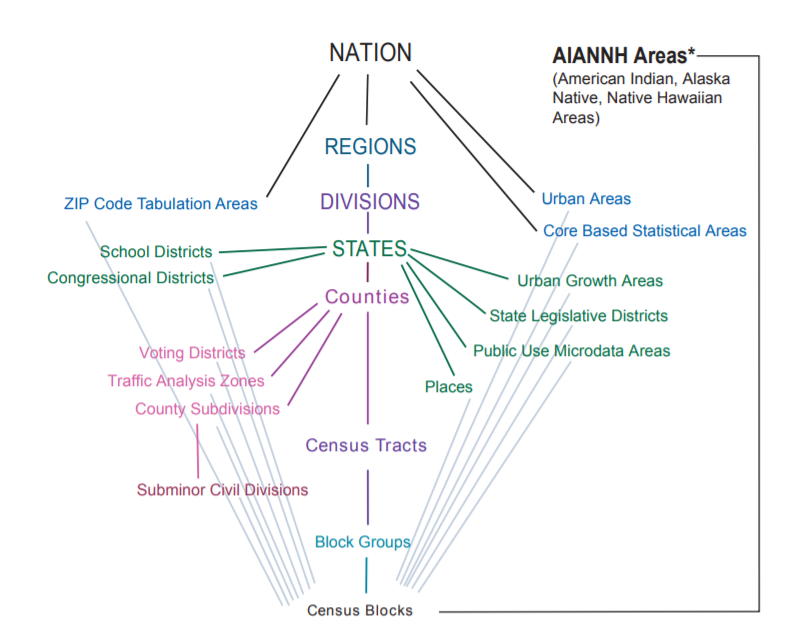 NATION
AIANNH Areas*
(American Indian, Alaska
Native, Native Hawaiian
Areas)
REGIONS
ZIP Code Tabulation Areas
DIVISIONS
Urban Areas
Core Based Statistical Areas
School Districts
STATES
Congressional Districts
Urban Growth Areas
Counties
State Legislative Districts
Voting Districts
Public Use Microdata Areas
Traffic Analysis Zones
Places
County Subdivisions
Census Tracts
Subminor Civil Divisions
Block Groups
Census Blocks